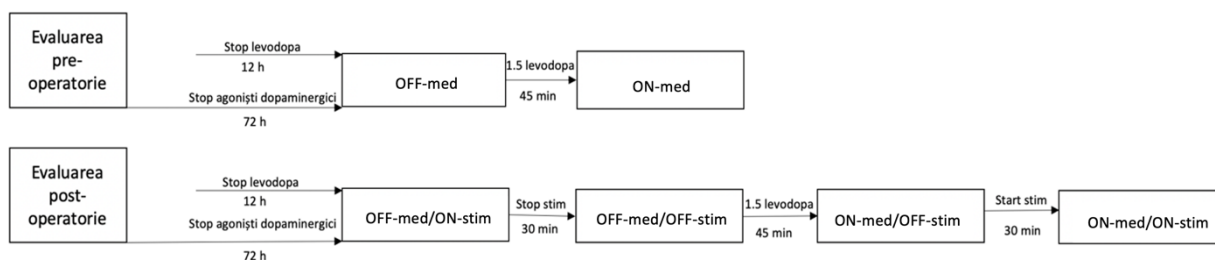 Evaluarea
pre-
operatorie
Stop levodopa
12 h
Stop agoniști dopaminergici
72 h
OFF-med
1.5 levodopa
45 min
ON-med
Evaluarea
post-
operatorie
Stop levodopa
12 h
Stop agoniști dopaminergici
72 h
OFF-med/ON-stim
Stop stim
30 min
OFF-med/OFF-stim
1.5 levodopa
45 min
ON-med/OFF-stim
Start stim
30 min
ON-med/ON-stim